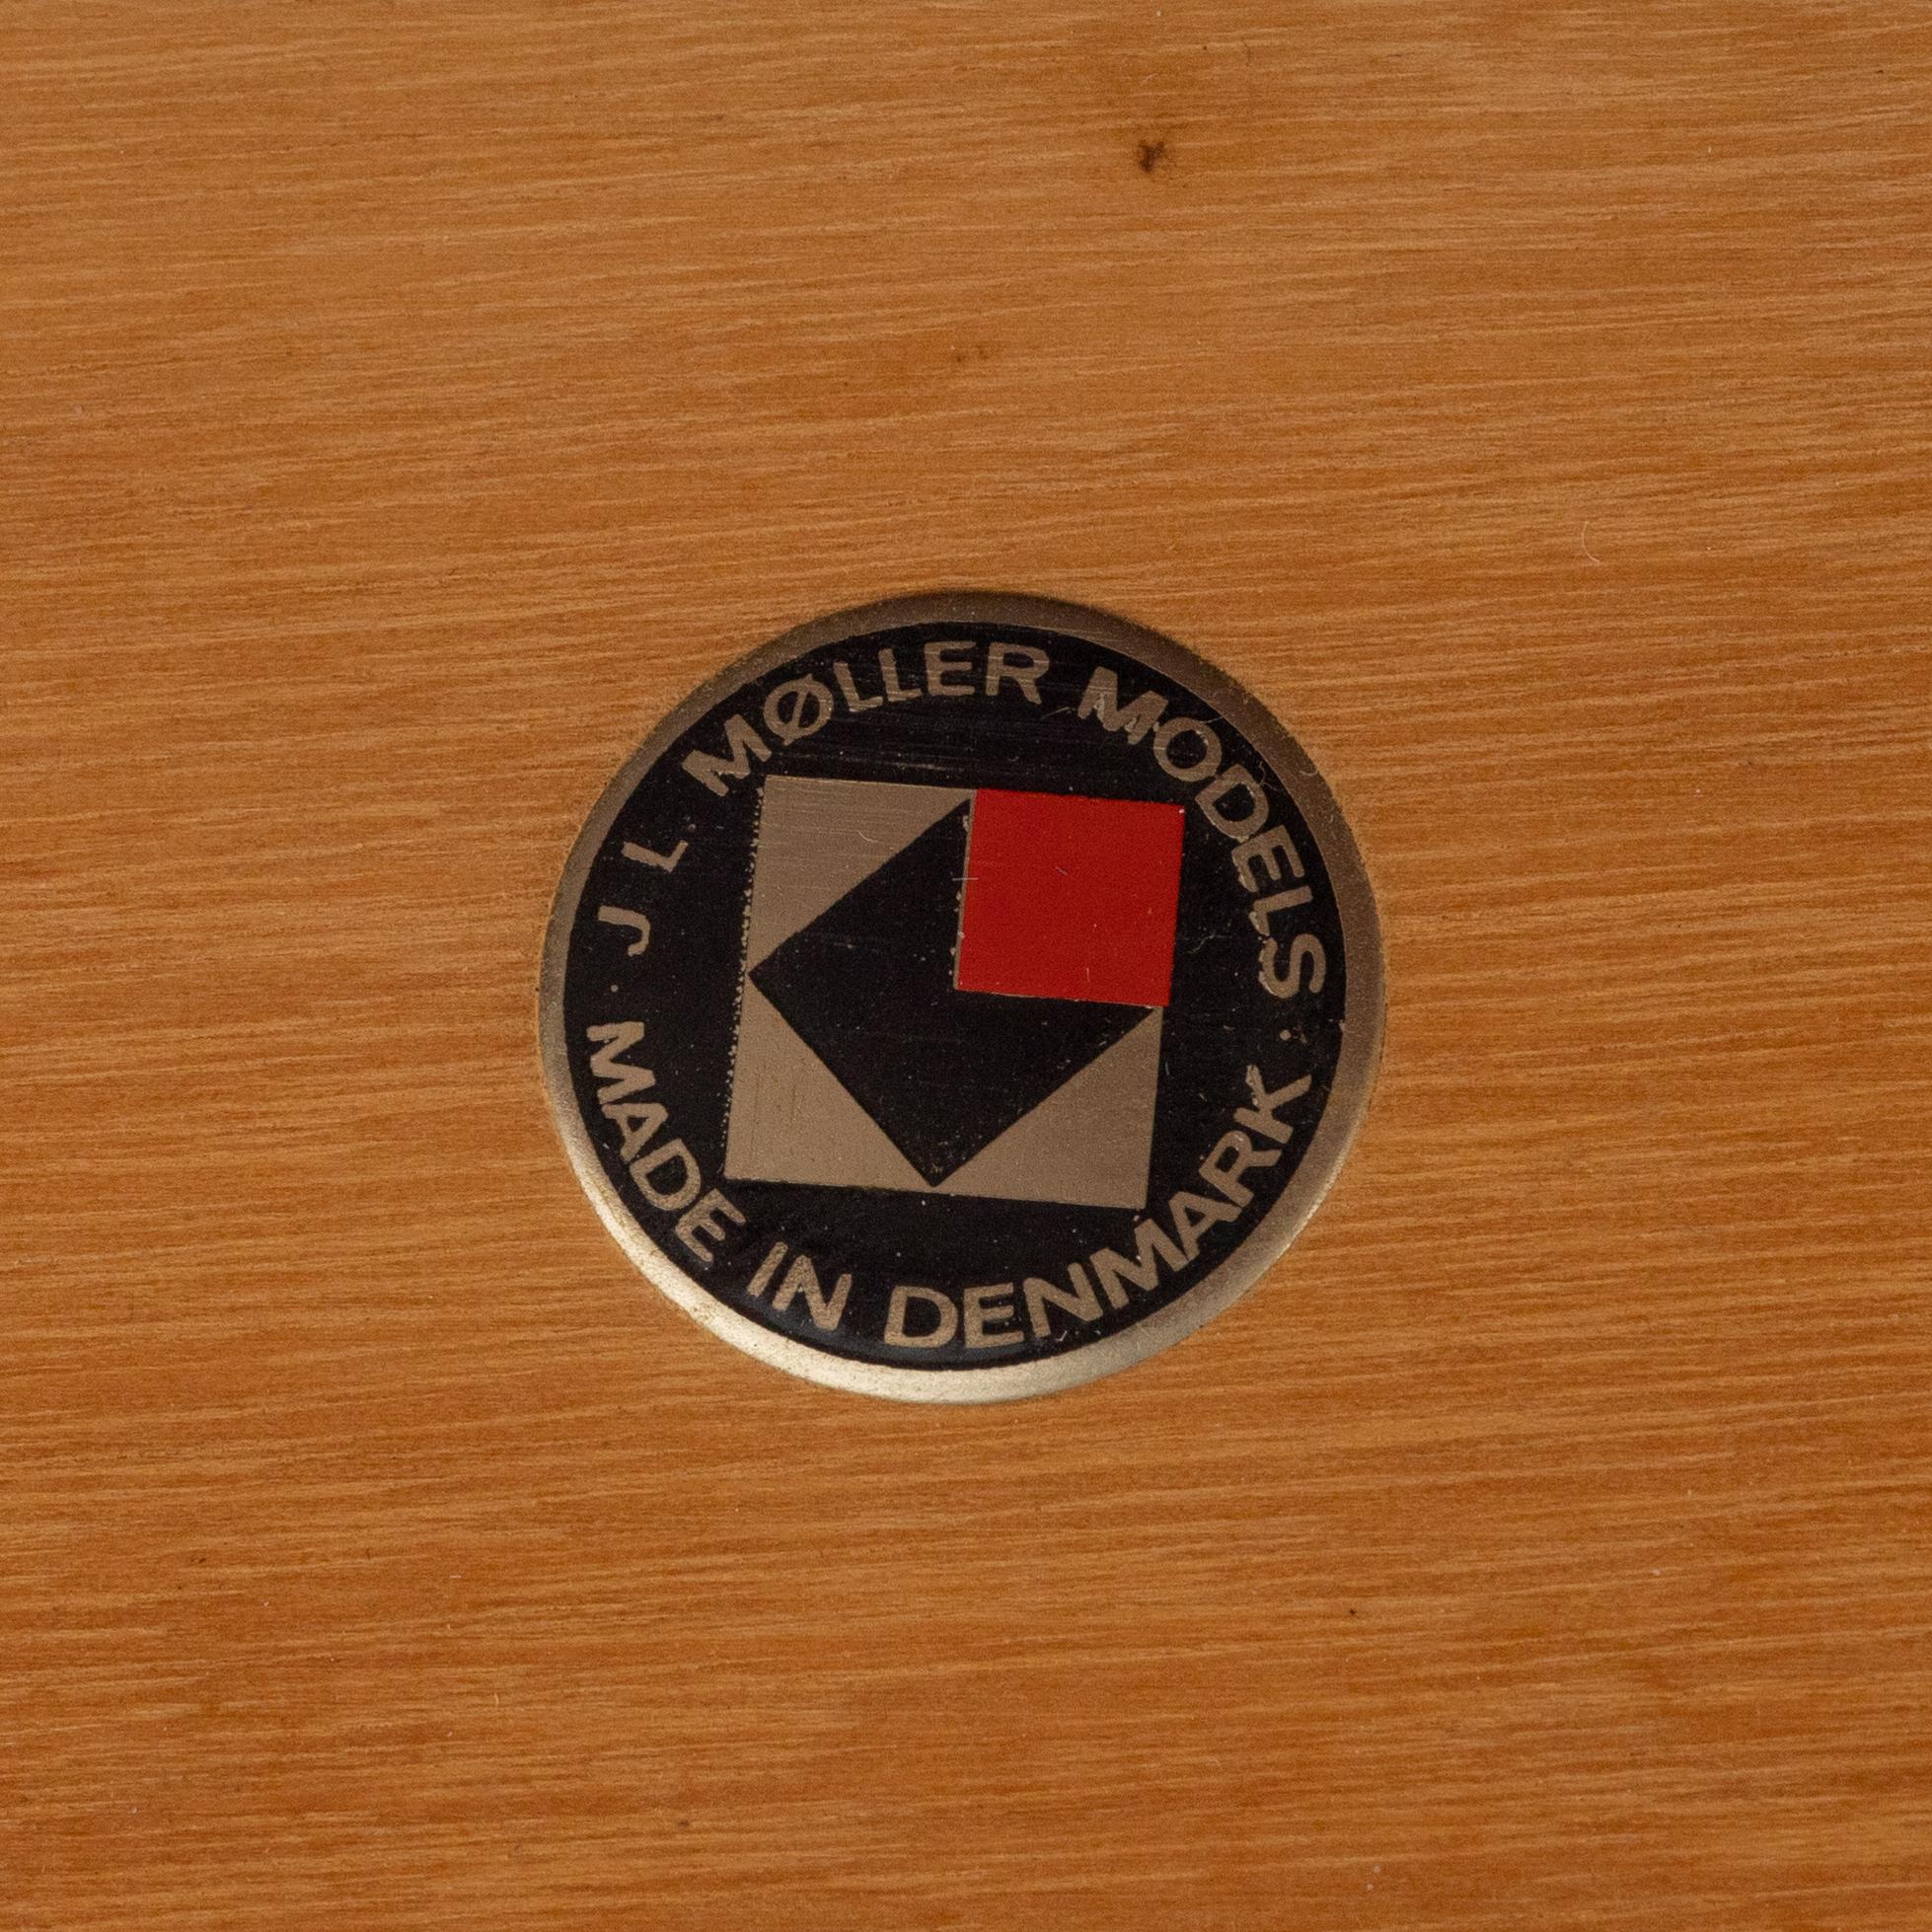 J L MØLLER MODELS
· MADE IN DENMARK ·